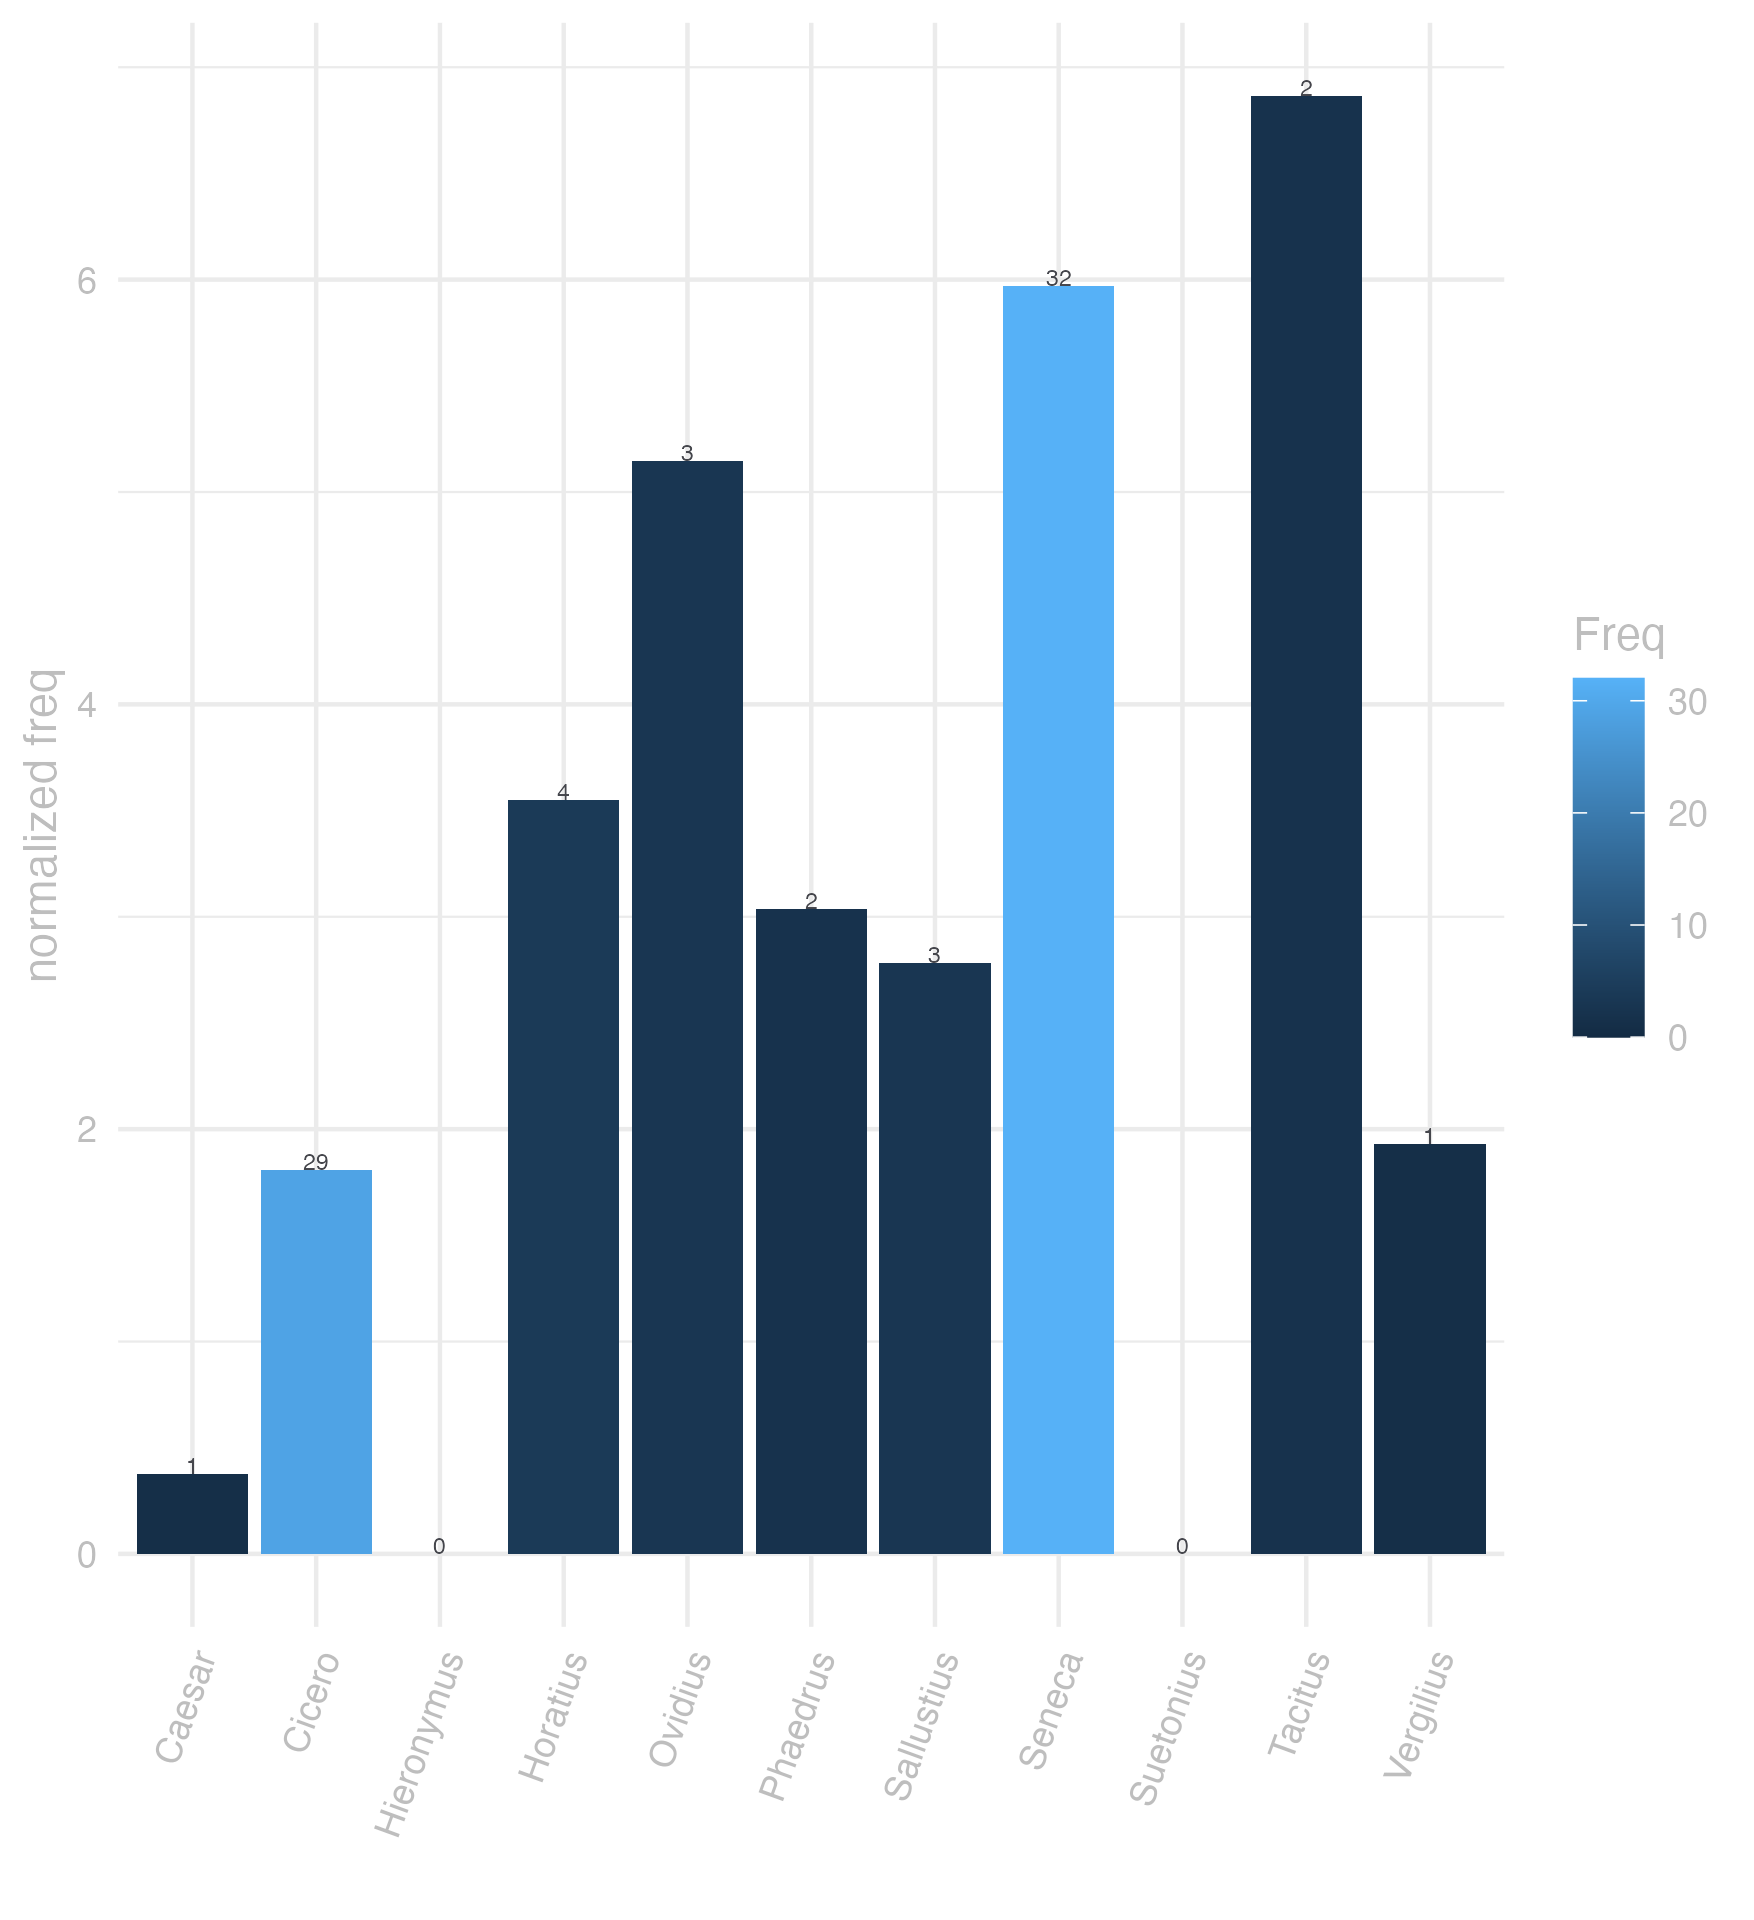 normalized freq
6
4
2
0
1
29
0
4
3
2
3
32
0
2
1
Caesar
Cicero
Hieronymus
Horatius
Ovidius
Phaedrus
Sallustius
Seneca
Suetonius
Tacitus
Vergilius
Freq
30
20
10
0